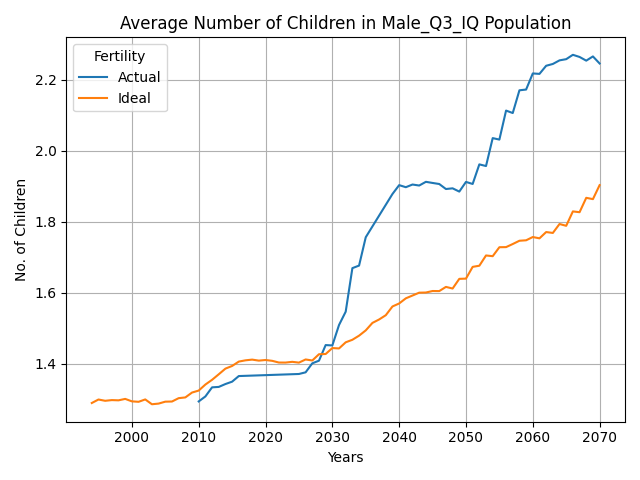 Average Number of Children in Male_Q3_IQ Population
Fertility
Actual
Ideal
No. of Children
2.2
2.0
1.8
1.6
1.4
2000 2010 2020 2030 2040 2050 2060 2070
Years